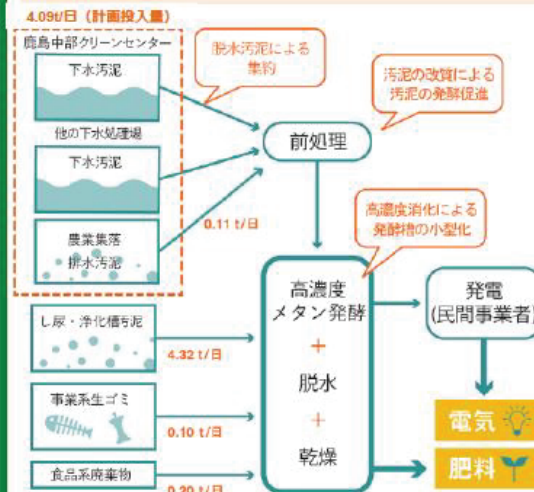 4.09t/日（計画投入量）
鹿島中部クリーンセンター
下水汚泥
他の下水処理場
下水汚泥
農業集落
排水汚泥
0.11 t/日
脱水汚泥による
集約
前処理
汚泥の改質による
汚泥の発酵促進
高濃度消化による
発酵槽の小型化
し尿・浄化槽汚泥
4.32 t/日
事業系生ゴミ
0.10 t/日
食品系廃棄物
0.20 t/日
高濃度
メタン発酵
+
脱水
+
乾燥
発電
(民間事業者)
電気
肥料